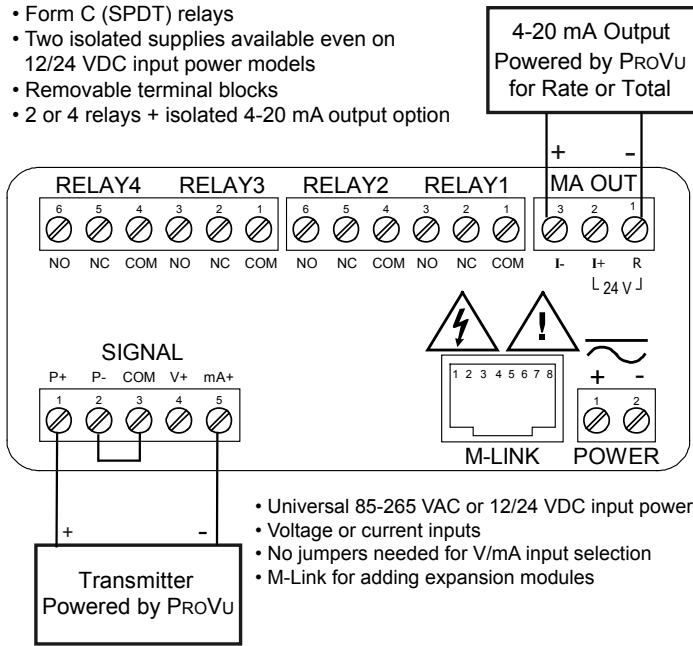 • Form C (SPDT) relays
• Two isolated supplies available even on
12/24 VDC input power models
• Removable terminal blocks
• 2 or 4 relays + isolated 4-20 mA output option
4-20 mA Output
Powered by PROVU
for Rate or Total
+ -
RELAY4 RELAY3 RELAY2 RELAY1 MA OUT
6 5 4 3 2 1 6 5 4 3 2 1 3 2 1
NO NC COM NO NC COM NO NC COM NO NC COM I- I+ R
24 V
SIGNAL
P+ P- COM V+ mA+
1 2 3 4 5
1 2 3 4 5 6 7 8
+ -
1 2
M-LINK POWER
+ -
Transmitter
Powered by PROVU
• Universal 85-265 VAC or 12/24 VDC input power
• Voltage or current inputs
• No jumpers needed for V/mA input selection
• M-Link for adding expansion modules